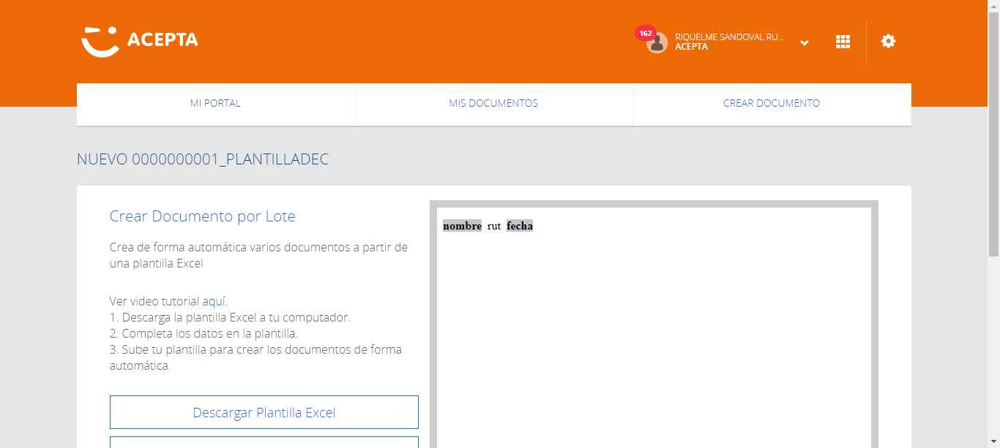 ACEPTA
162
RIQUELME SANDOVAL RU...
ACEPTA
MI PORTAL
MIS DOCUMENTOS
CREAR DOCUMENTO
NUEVO 0000000001_PLANTILLADEC
Crear Documento por Lote
Crea de forma automática varios documentos a partir de
una plantilla Excel
Ver video tutorial aquí.
1. Descarga la plantilla Excel a tu computador.
2. Completa los datos en la plantilla.
3. Sube tu plantilla para crear los documentos de forma
automática.
Descargar Plantilla Excel
nombre rut fecha